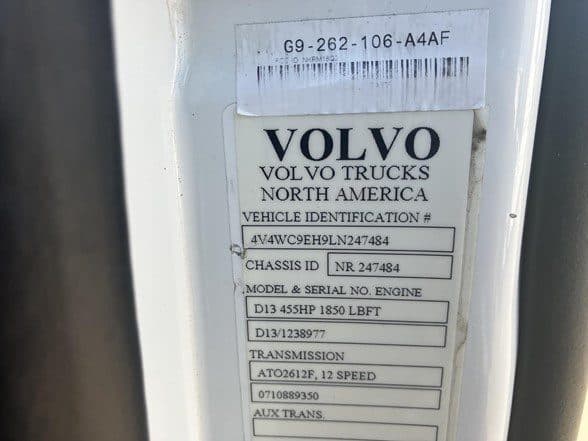 G9-262-106-A4AF
VOLVO
VOLVO TRUCKS
NORTH AMERICA
VEHICLE IDENTIFICATION #
4V4WC9EH9LN247484
CHASSIS ID NR 247484
MODEL & SERIAL NO. ENGINE
D13 455HP 1850 LBFT
D13/1238977
TRANSMISSION
ATO2612F, 12 SPEED
0710889350
AUX TRANS.